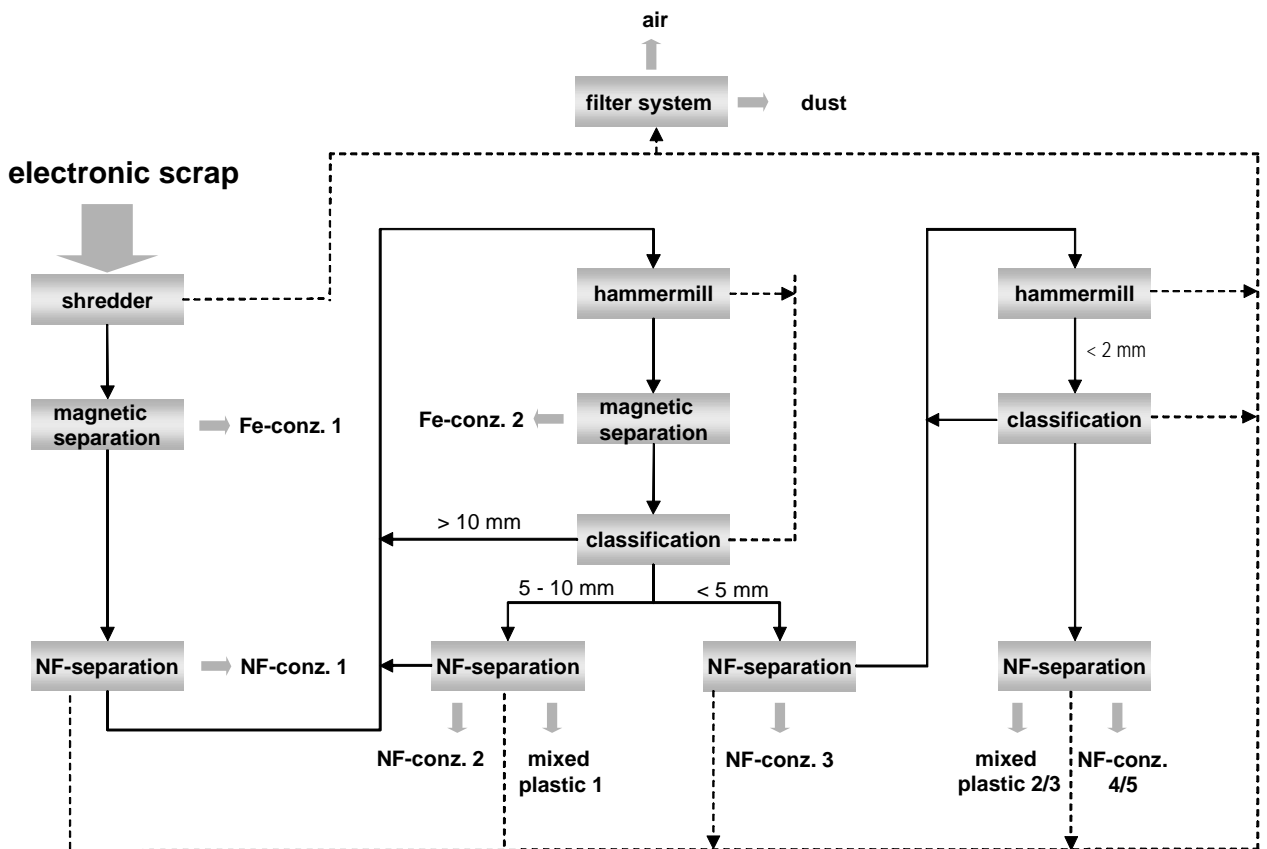 air
filter system
dust
electronic scrap
shredder
hammermill
hammermill
< 2 mm
magnetic
separation
Fe-conz. 1
Fe-conz. 2
magnetic
separation
classification
> 10 mm
classification
5 - 10 mm
< 5 mm
NF-separation
NF-conz. 1
NF-separation
NF-separation
NF-separation
NF-conz. 2
mixed
plastic 1
NF-conz. 3
mixed
plastic 2/3
NF-conz.
4/5